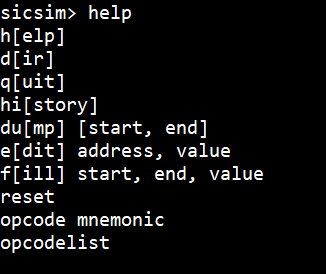 sicsim> help
h[elp]
d[ir]
q[uit]
hi[story]
du[mp] [start, end]
e[dit] address, value
f[ill] start, end, value
reset
opcode mnemonic
opcodelist